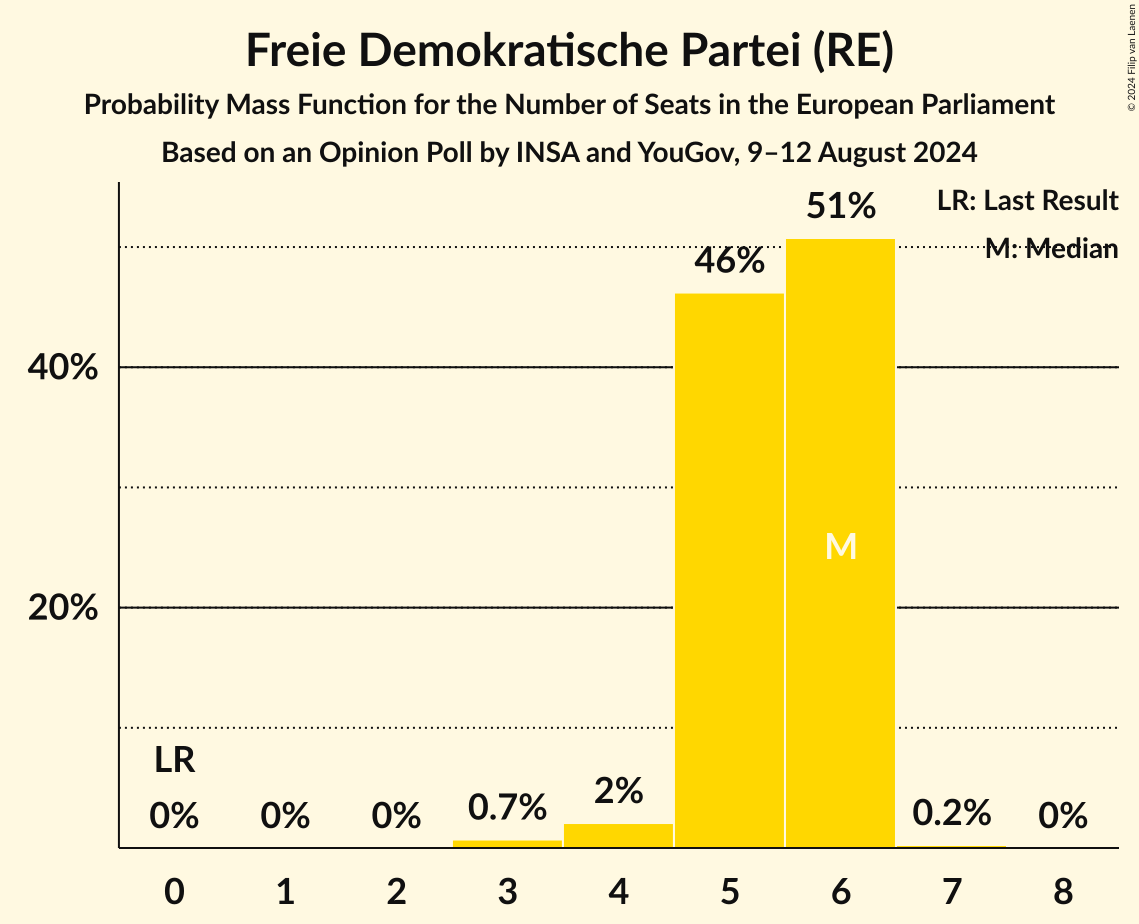 Freie Demokratische Partei (RE)
Probability Mass Function for the Number of Seats in the European Parliament
Based on an Opinion Poll by INSA and YouGov, 9–12 August 2024
© 2024 Filip van Laenen
LR: Last Result
M: Median
51%
46%
40%
M
20%
LR
0%
0%
0%
0.7%
2%
0.2%
0%
0 1 2 3 4 5 6 7 8